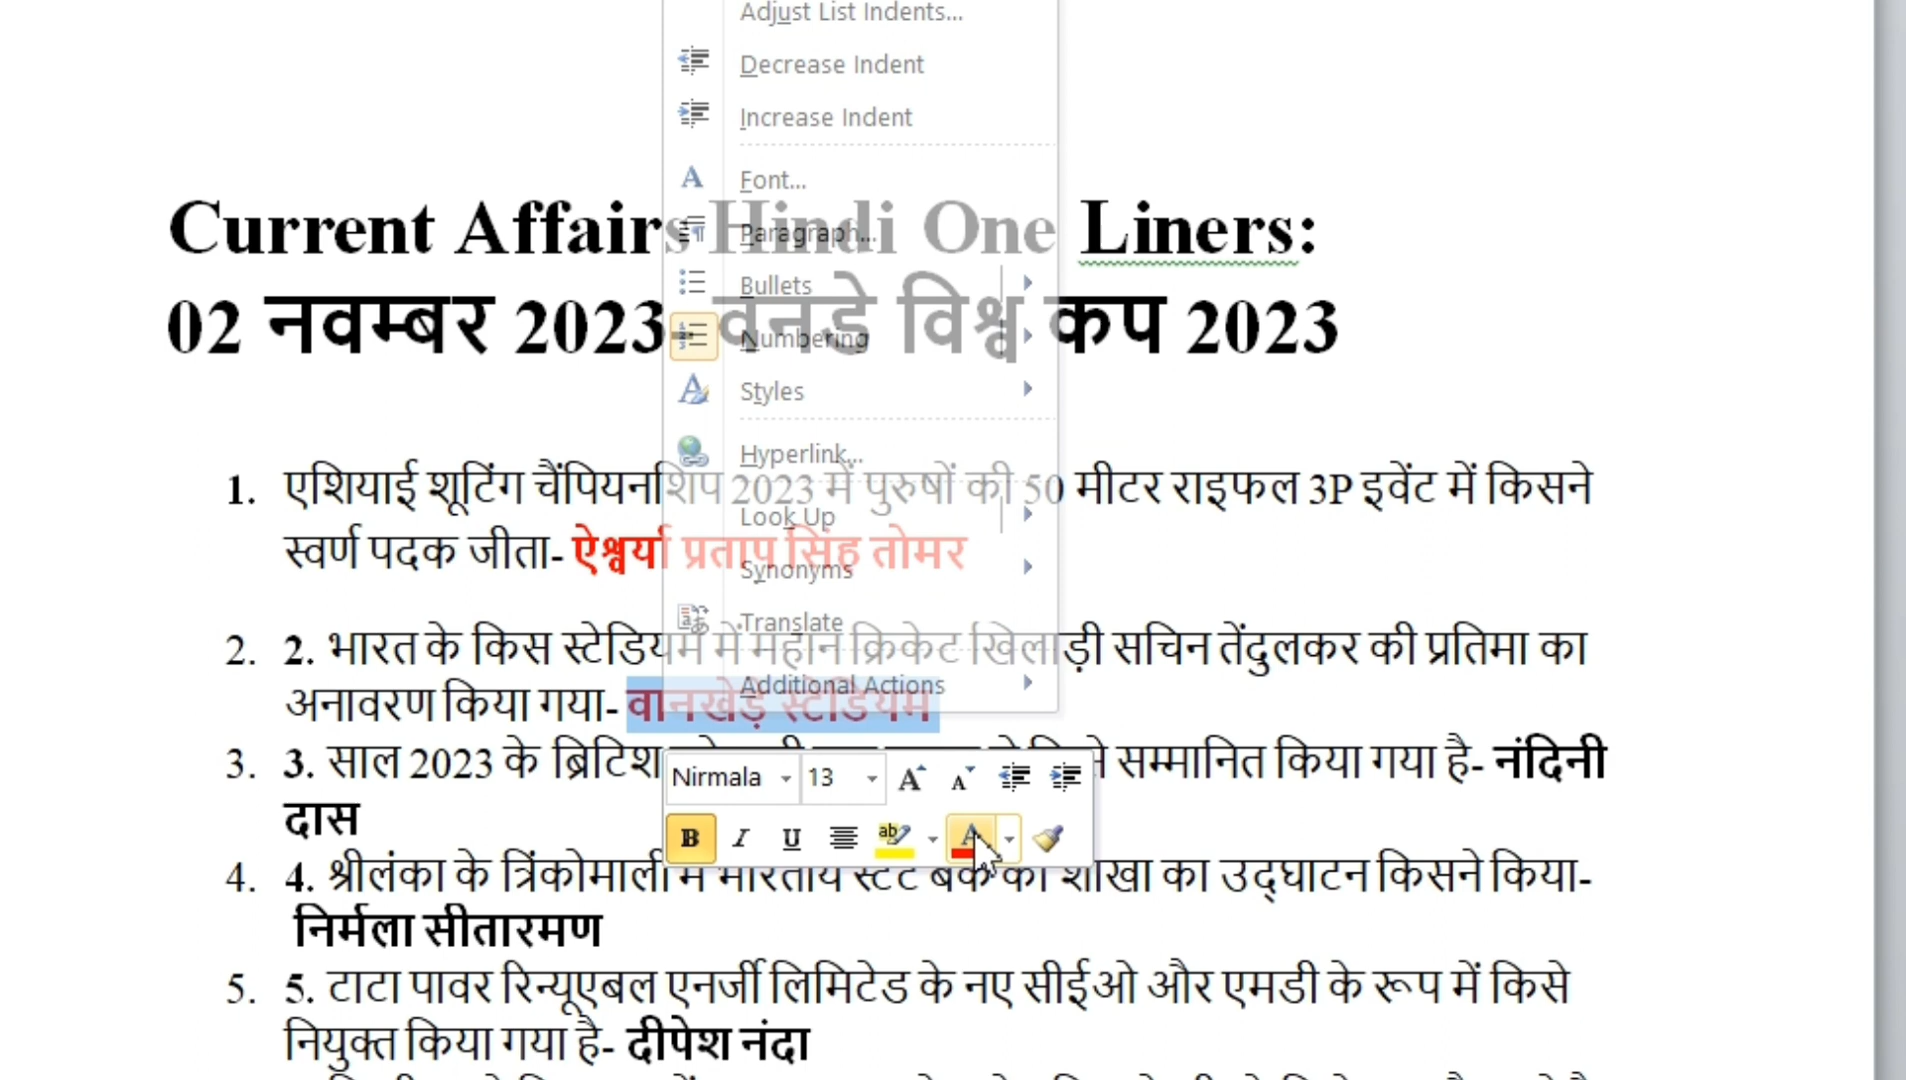 Adjust List Indents...
Decrease Indent
Increase Indent
Font...
Current Affairs Hindi One Liners:
Paragraph...
Bullets
02 नवम्बर 2023- वनडे विश्व कप 2023
Numbering
Styles
Hyperlink...
1. एशियाई शूटिंग चैंपियनशिप 2023 में पुरुषों की 50 मीटर राइफल 3P इवेंट में किसने
Look Up
स्वर्ण पदक जीता- ऐश्वर्या प्रताप सिंह तोमर
Synonyms
Translate
2. 2. भारत के किस स्टेडियम में महान क्रिकेट खिलाड़ी सचिन तेंदुलकर की प्रतिमा का
Additional Actions
अनावरण किया गया- वानखेड़े स्टेडियम
3. 3. साल 2023 के ब्रिटिश सम्मानित किया गया है- नंदिनी
Nirmala 13
दास
4. 4. श्रीलंका के त्रिंकोमाली में भारतीय स्टेट बैंक की शाखा का उद्घाटन किसने किया-
निर्मला सीतारमण
5. 5. टाटा पावर रिन्यूएबल एनर्जी लिमिटेड के नए सीईओ और एमडी के रूप में किसे
नियुक्त किया गया है- दीपेश नंदा